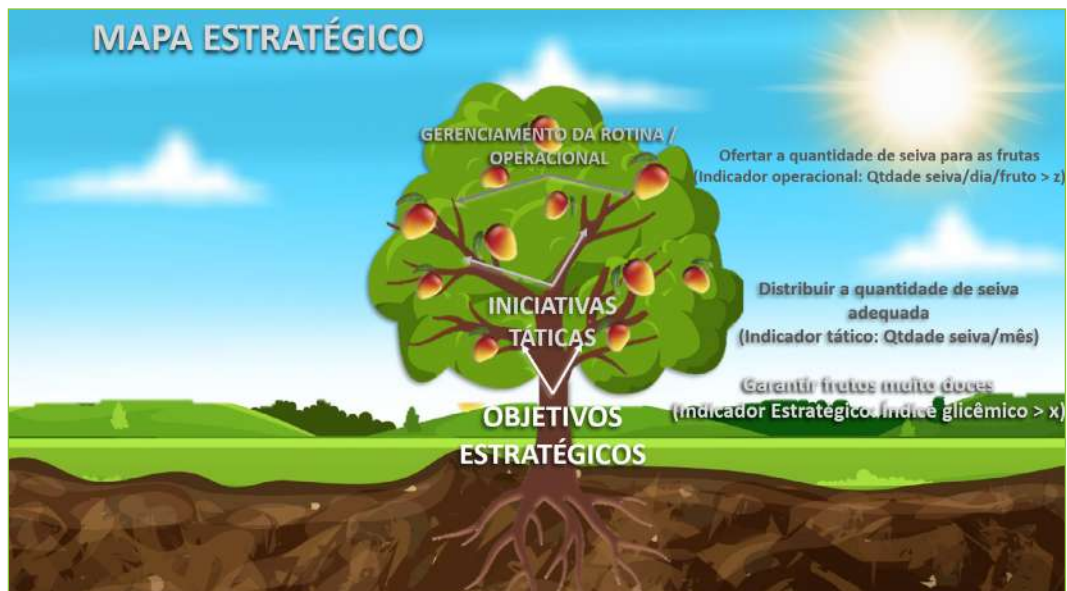 MAPA ESTRATÉGICO
GERENCIAMENTO DA ROTINA /
OPERACIONAL
Ofertar a quantidade de seiva para as frutas
(Indicador operacional: Qtdade seiva/dia/fruto > z)
INICIATIVAS
TÁTICAS
Distribuir a quantidade de seiva
adequada
(Indicador tático: Qtdade seiva/mês)
OBJETIVOS
ESTRATÉGICOS
Garantir frutos muito doces
(Indicador Estratégico: Índice glicêmico > x)